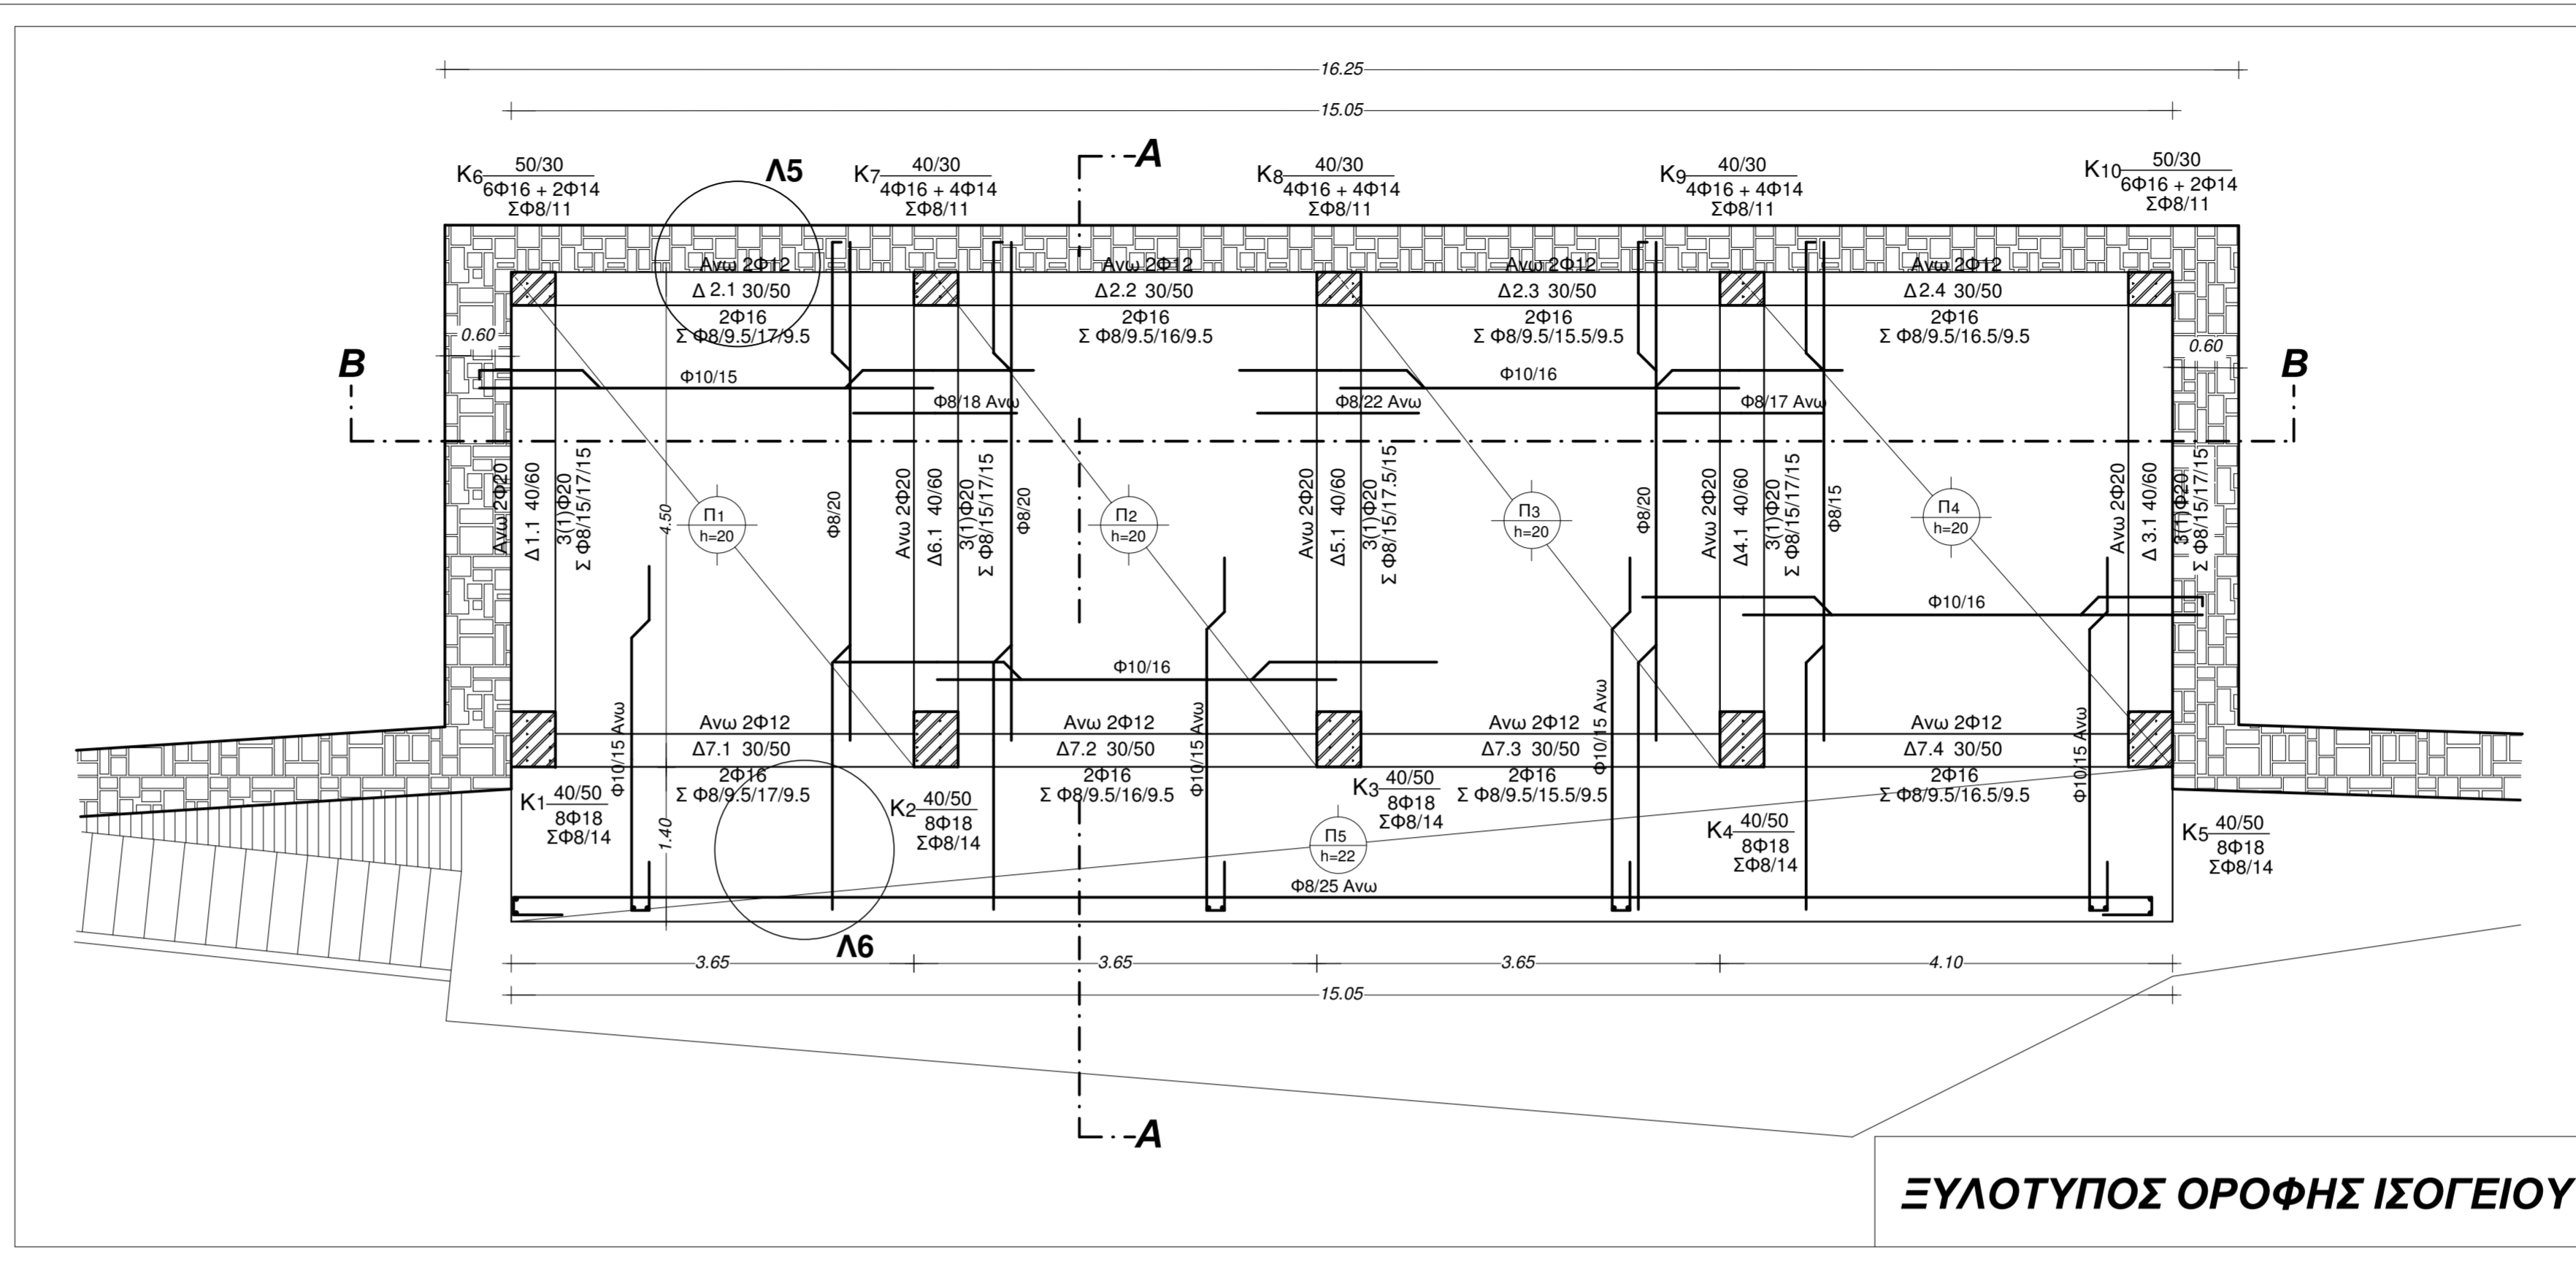 16.25
15.05
K6 50/30
6Φ16 + 2Φ14
ΣΦ8/11
Λ5
K7 40/30
4Φ16 + 4Φ14
ΣΦ8/11
A
K8 40/30
4Φ16 + 4Φ14
ΣΦ8/11
K9 40/30
4Φ16 + 4Φ14
ΣΦ8/11
K10 50/30
6Φ16 + 2Φ14
ΣΦ8/11
Ανω 2Φ12
Δ 2.1 30/50
2Φ16
Σ Φ8/9.5/17/9.5
Ανω 2Φ12
Δ2.2 30/50
2Φ16
Σ Φ8/9.5/16/9.5
Ανω 2Φ12
Δ2.3 30/50
2Φ16
Σ Φ8/9.5/15.5/9.5
Ανω 2Φ12
Δ2.4 30/50
2Φ16
Σ Φ8/9.5/16.5/9.5
0.60
0.60
B
B
Φ10/15
Φ8/18 Ανω
Φ8/22 Ανω
Φ10/16
Φ8/17 Ανω
Ανω 2Φ20
Δ1.1 40/60
3(1)Φ20
Σ Φ8/15/17/15
4.50
Π1
h=20
Φ8/20
Ανω 2Φ20
Δ6.1 40/60
3(1)Φ20
Σ Φ8/15/17/15
Φ8/20
Π2
h=20
Ανω 2Φ20
Δ5.1 40/60
3(1)Φ20
Σ Φ8/15/17.5/15
Π3
h=20
Φ8/20
Ανω 2Φ20
Δ4.1 40/60
3(1)Φ20
Σ Φ8/15/17/15
Φ8/15
Π4
h=20
Ανω 2Φ20
Δ 3.1 40/60
3(1)Φ20
Σ Φ8/15/17/15
Φ10/16
Φ10/16
Φ10/15 Ανω
Φ10/15 Ανω
Φ10/15 Ανω
Φ10/15 Ανω
Ανω 2Φ12
Δ7.1 30/50
2Φ16
Σ Φ8/9.5/17/9.5
Ανω 2Φ12
Δ7.2 30/50
2Φ16
Σ Φ8/9.5/16/9.5
Ανω 2Φ12
Δ7.3 30/50
2Φ16
Σ Φ8/9.5/15.5/9.5
Ανω 2Φ12
Δ7.4 30/50
2Φ16
Σ Φ8/9.5/16.5/9.5
K1 40/50
8Φ18
ΣΦ8/14
1.40
K2 40/50
8Φ18
ΣΦ8/14
K3 40/50
8Φ18
ΣΦ8/14
K4 40/50
8Φ18
ΣΦ8/14
K5 40/50
8Φ18
ΣΦ8/14
Π5
h=22
Φ8/25 Ανω
Λ6
3.65
3.65
3.65
4.10
15.05
A
ΞΥΛΟΤΥΠΟΣ ΟΡΟΦΗΣ ΙΣΟΓΕΙΟΥ